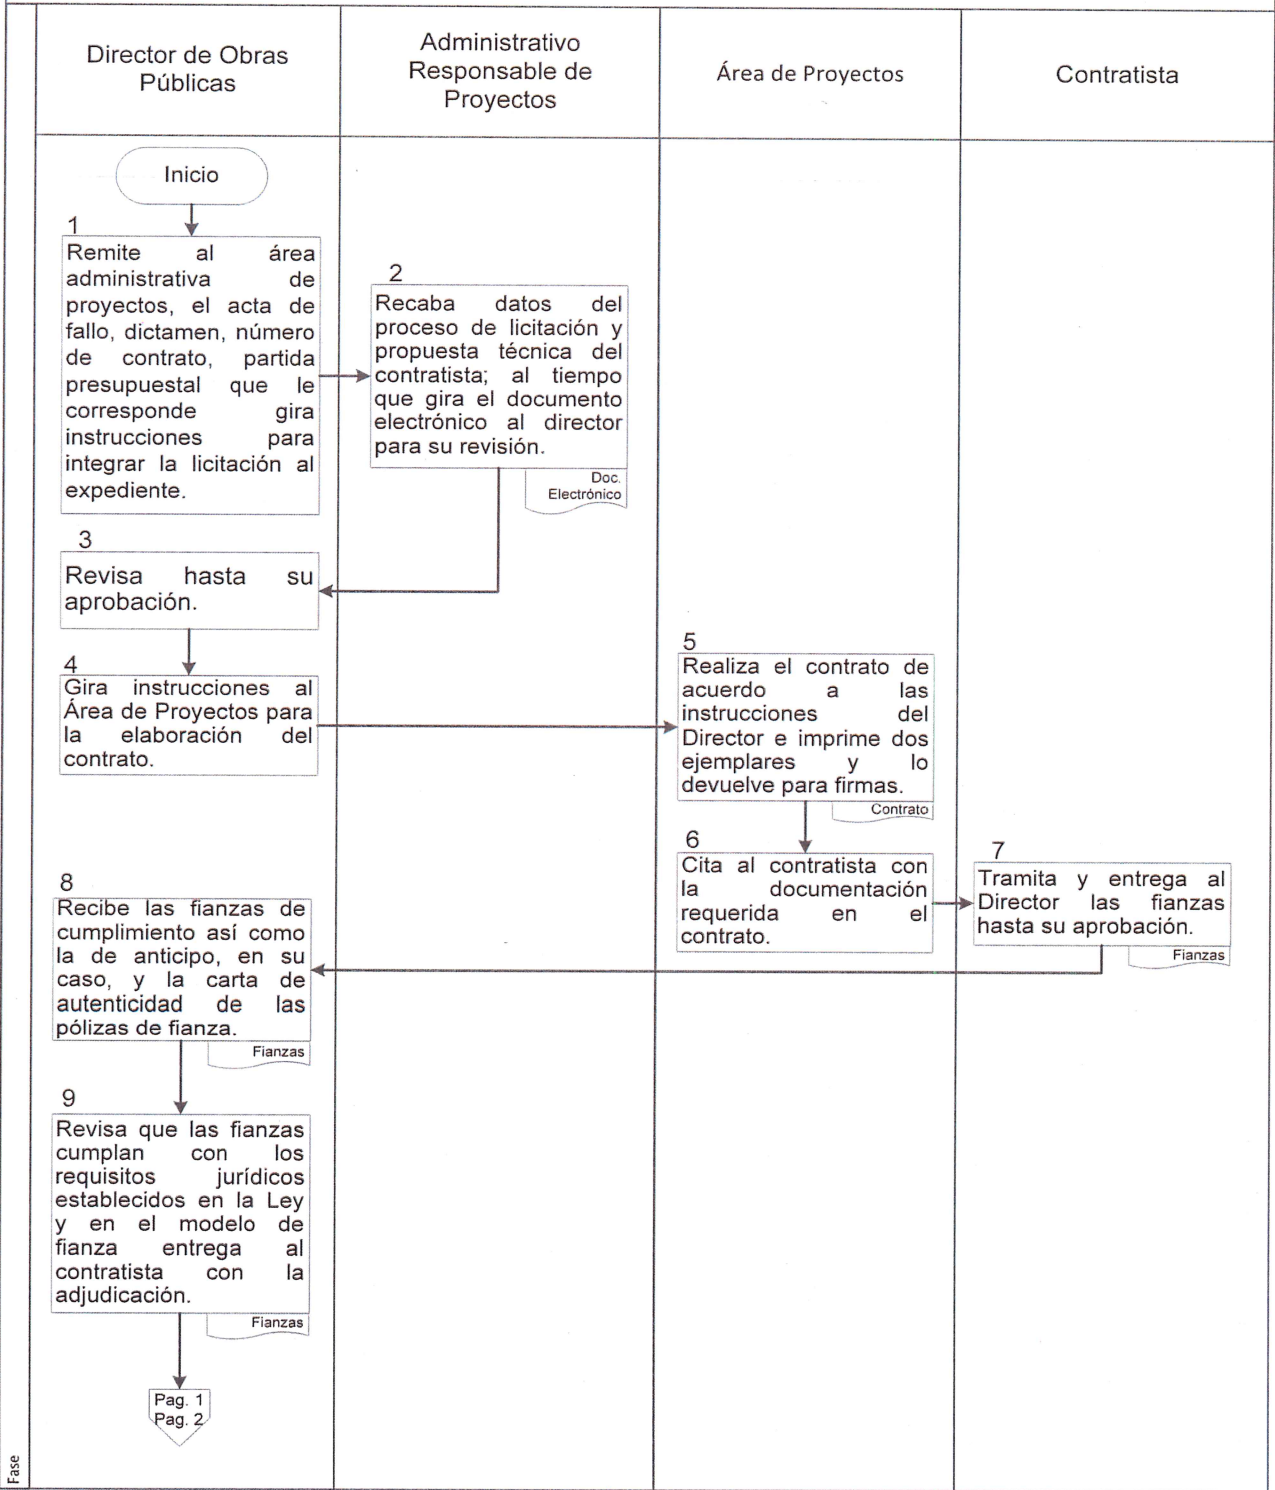 Director de Obras
Públicas
Administrativo
Responsable de
Proyectos
Área de Proyectos
Contratista
Inicio
1
Remite al área
administrativa de
proyectos, el acta de
fallo, dictamen, número
de contrato, partida
presupuestal que le
corresponde gira
instrucciones para
integrar la licitación al
expediente.
2
Recaba datos del
proceso de licitación y
propuesta técnica del
contratista; al tiempo
que gira el documento
electrónico al director
para su revisión.
Doc.
Electrónico
3
Revisa hasta su
aprobación.
4
Gira instrucciones al
Área de Proyectos para
la elaboración del
contrato.
5
Realiza el contrato de
acuerdo a las
instrucciones del
Director e imprime dos
ejemplares y lo
devuelve para firmas.
Contrato
6
Cita al contratista con
la documentación
requerida en el
contrato.
7
Tramita y entrega al
Director las fianzas
hasta su aprobación.
Fianzas
8
Recibe las fianzas de
cumplimiento así como
la de anticipo, en su
caso, y la carta de
autenticidad de las
pólizas de fianza.
Fianzas
9
Revisa que las fianzas
cumplan con los
requisitos jurídicos
establecidos en la Ley
y en el modelo de
fianza entrega al
contratista con la
adjudicación.
Fianzas
Pag. 1
Pag. 2
Fase